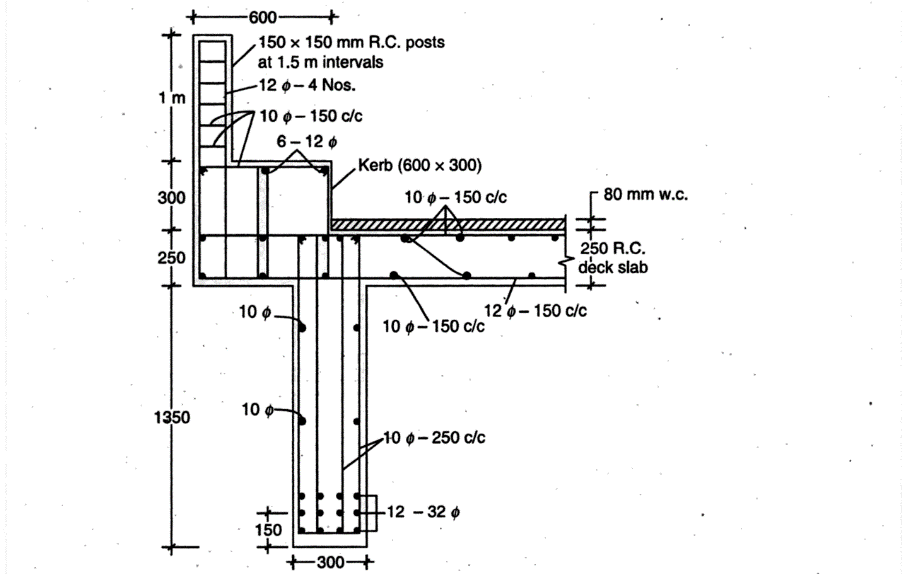 600
150 × 150 mm R.C. posts
at 1.5 m intervals
12 ϕ – 4 Nos.
1 m
10 ϕ – 150 c/c
6 – 12 ϕ
Kerb (600 × 300)
10 ϕ – 150 c/c
80 mm w.c.
300
250
250 R.C.
deck slab
10 ϕ
10 ϕ – 150 c/c
12 ϕ – 150 c/c
1350
10 ϕ
10 ϕ – 250 c/c
12 – 32 ϕ
150
300